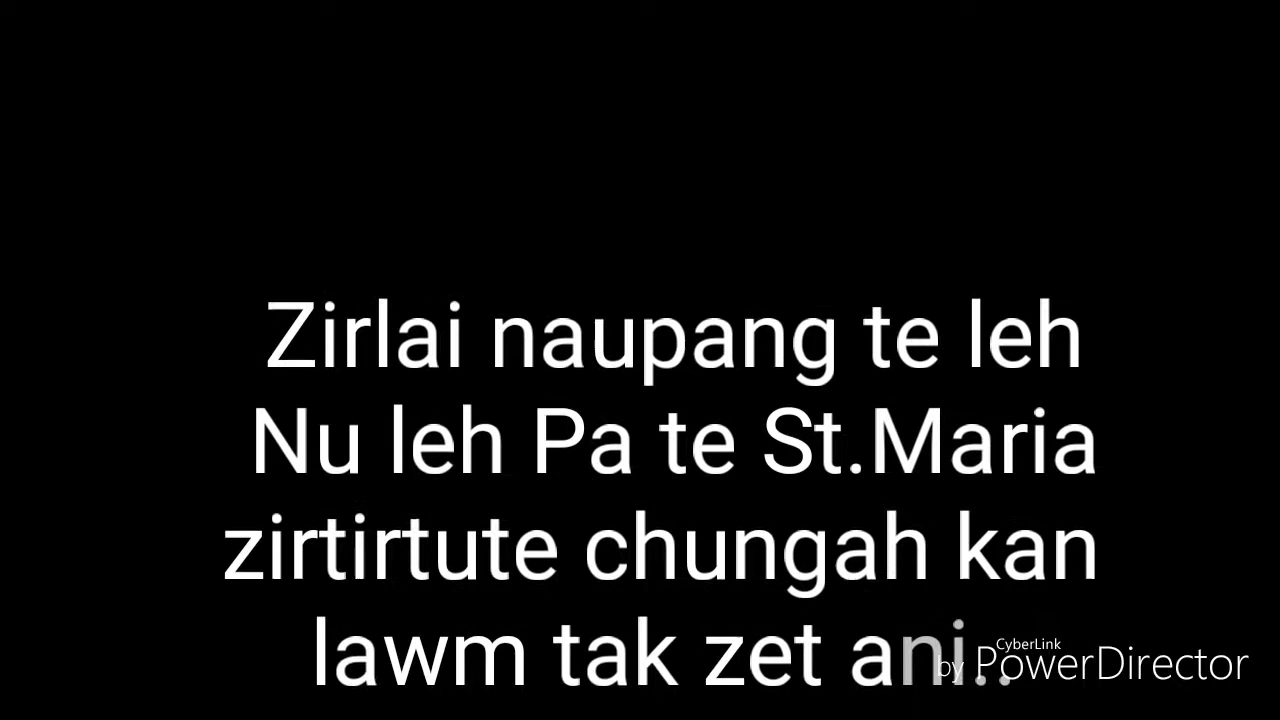 Zirlai naupang te leh
Nu leh Pa te St.Maria
zirtirtute chungah kan
lawm tak zet ani..
CyberLink
by PowerDirector